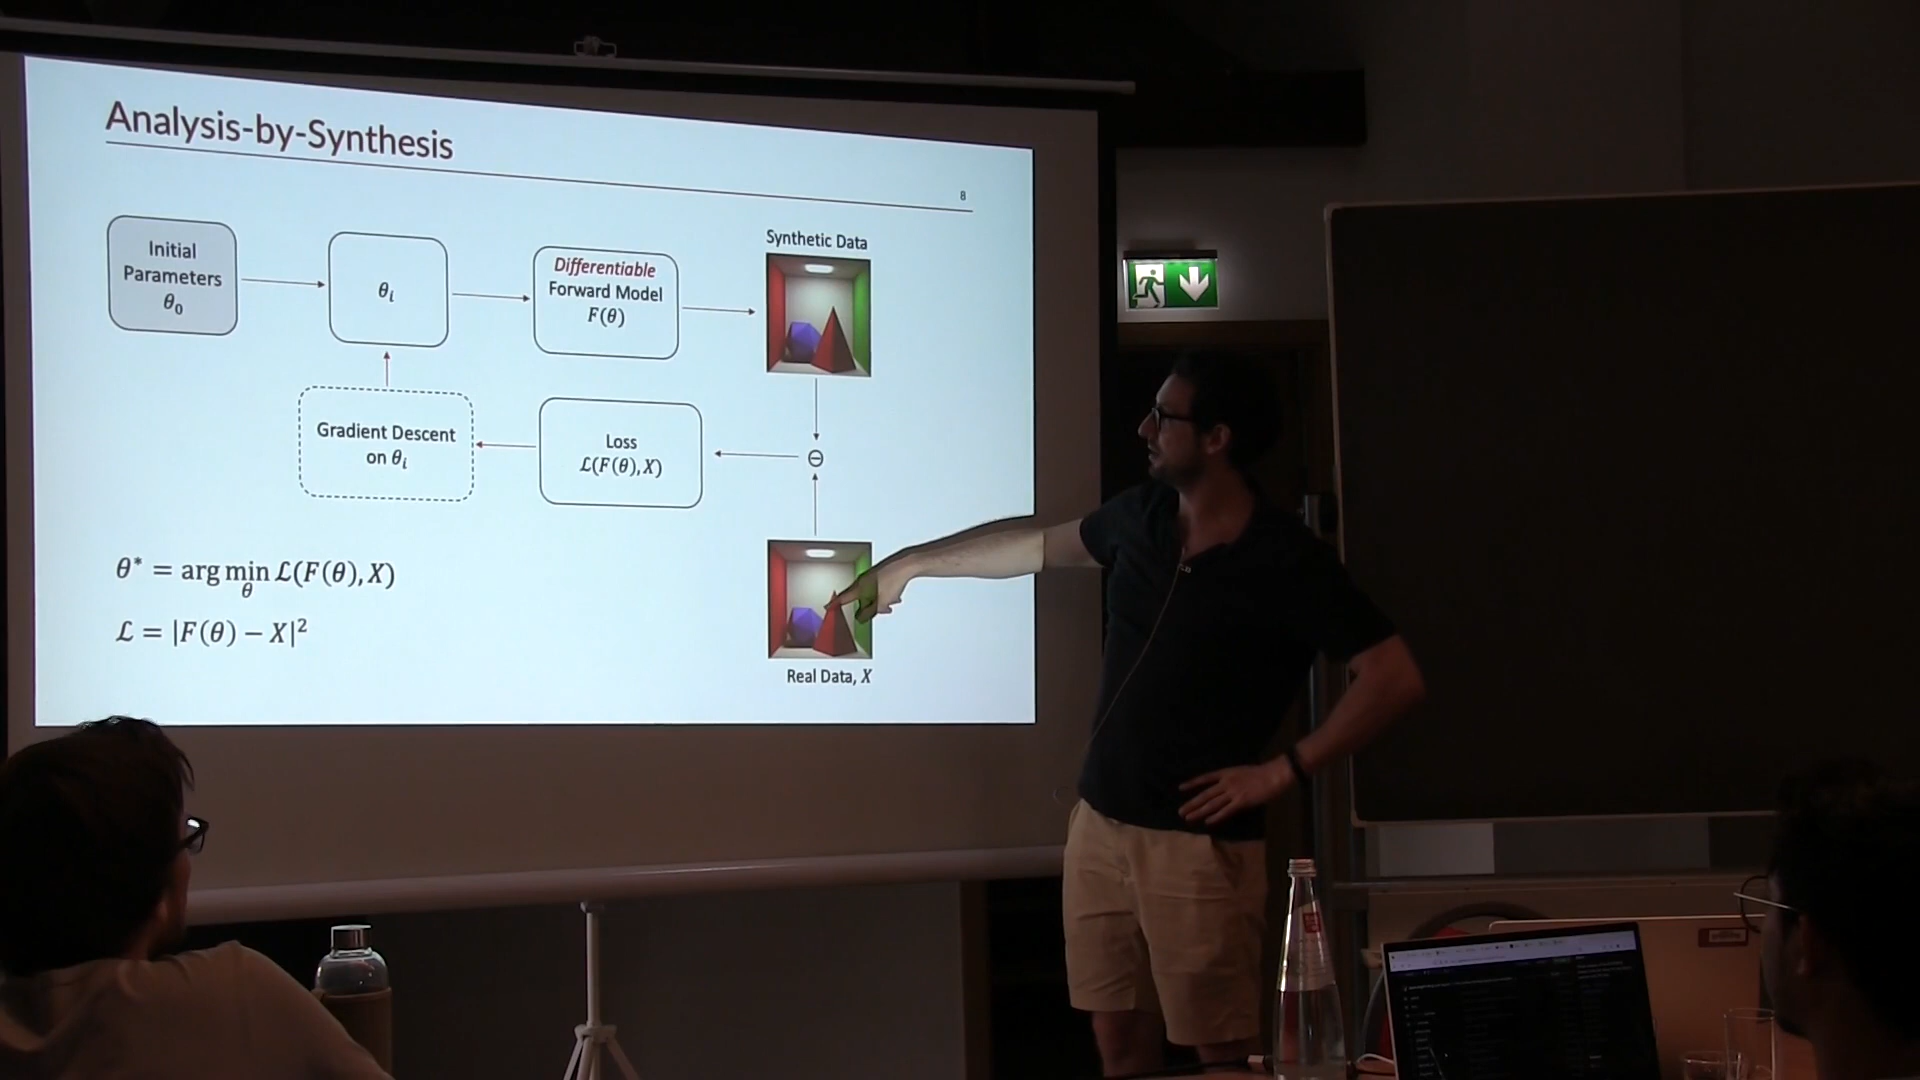 Analysis-by-Synthesis
8
Initial
Parameters
θ₀
θᵢ
Differentiable
Forward Model
F(θ)
Synthetic Data
Gradient Descent
on θᵢ
Loss
ℒ(F(θ), X)
⊖
θ* = arg min ℒ(F(θ), X)
θ
ℒ = |F(θ) − X|²
Real Data, X